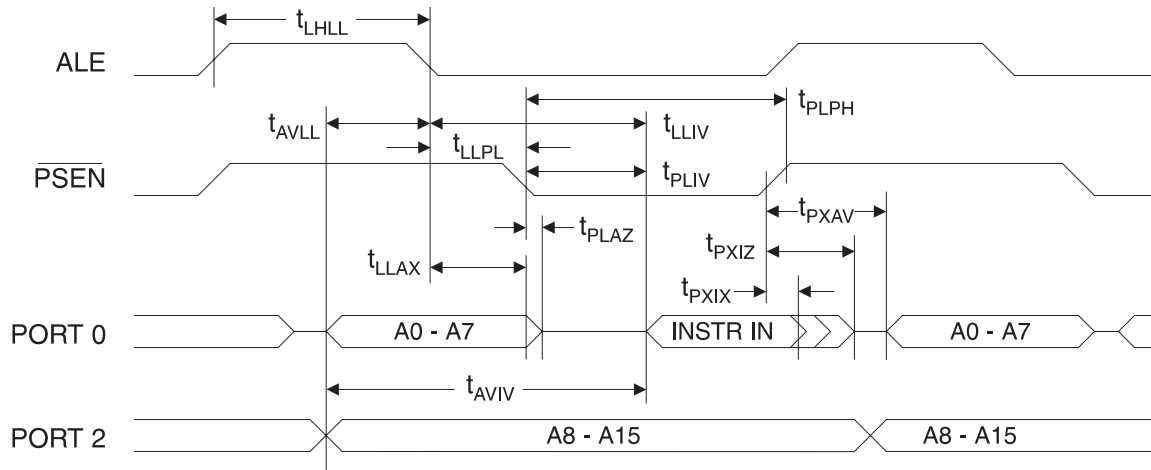 tLHLL
ALE
tPLPH
tAVLL
tLLIV
tLLPL
PSEN
tPLIV
tPXAV
tPLAZ
tLLAX
tPXIZ
tPXIX
PORT 0
A0 - A7
INSTR IN
A0 - A7
tAVIV
PORT 2
A8 - A15
A8 - A15